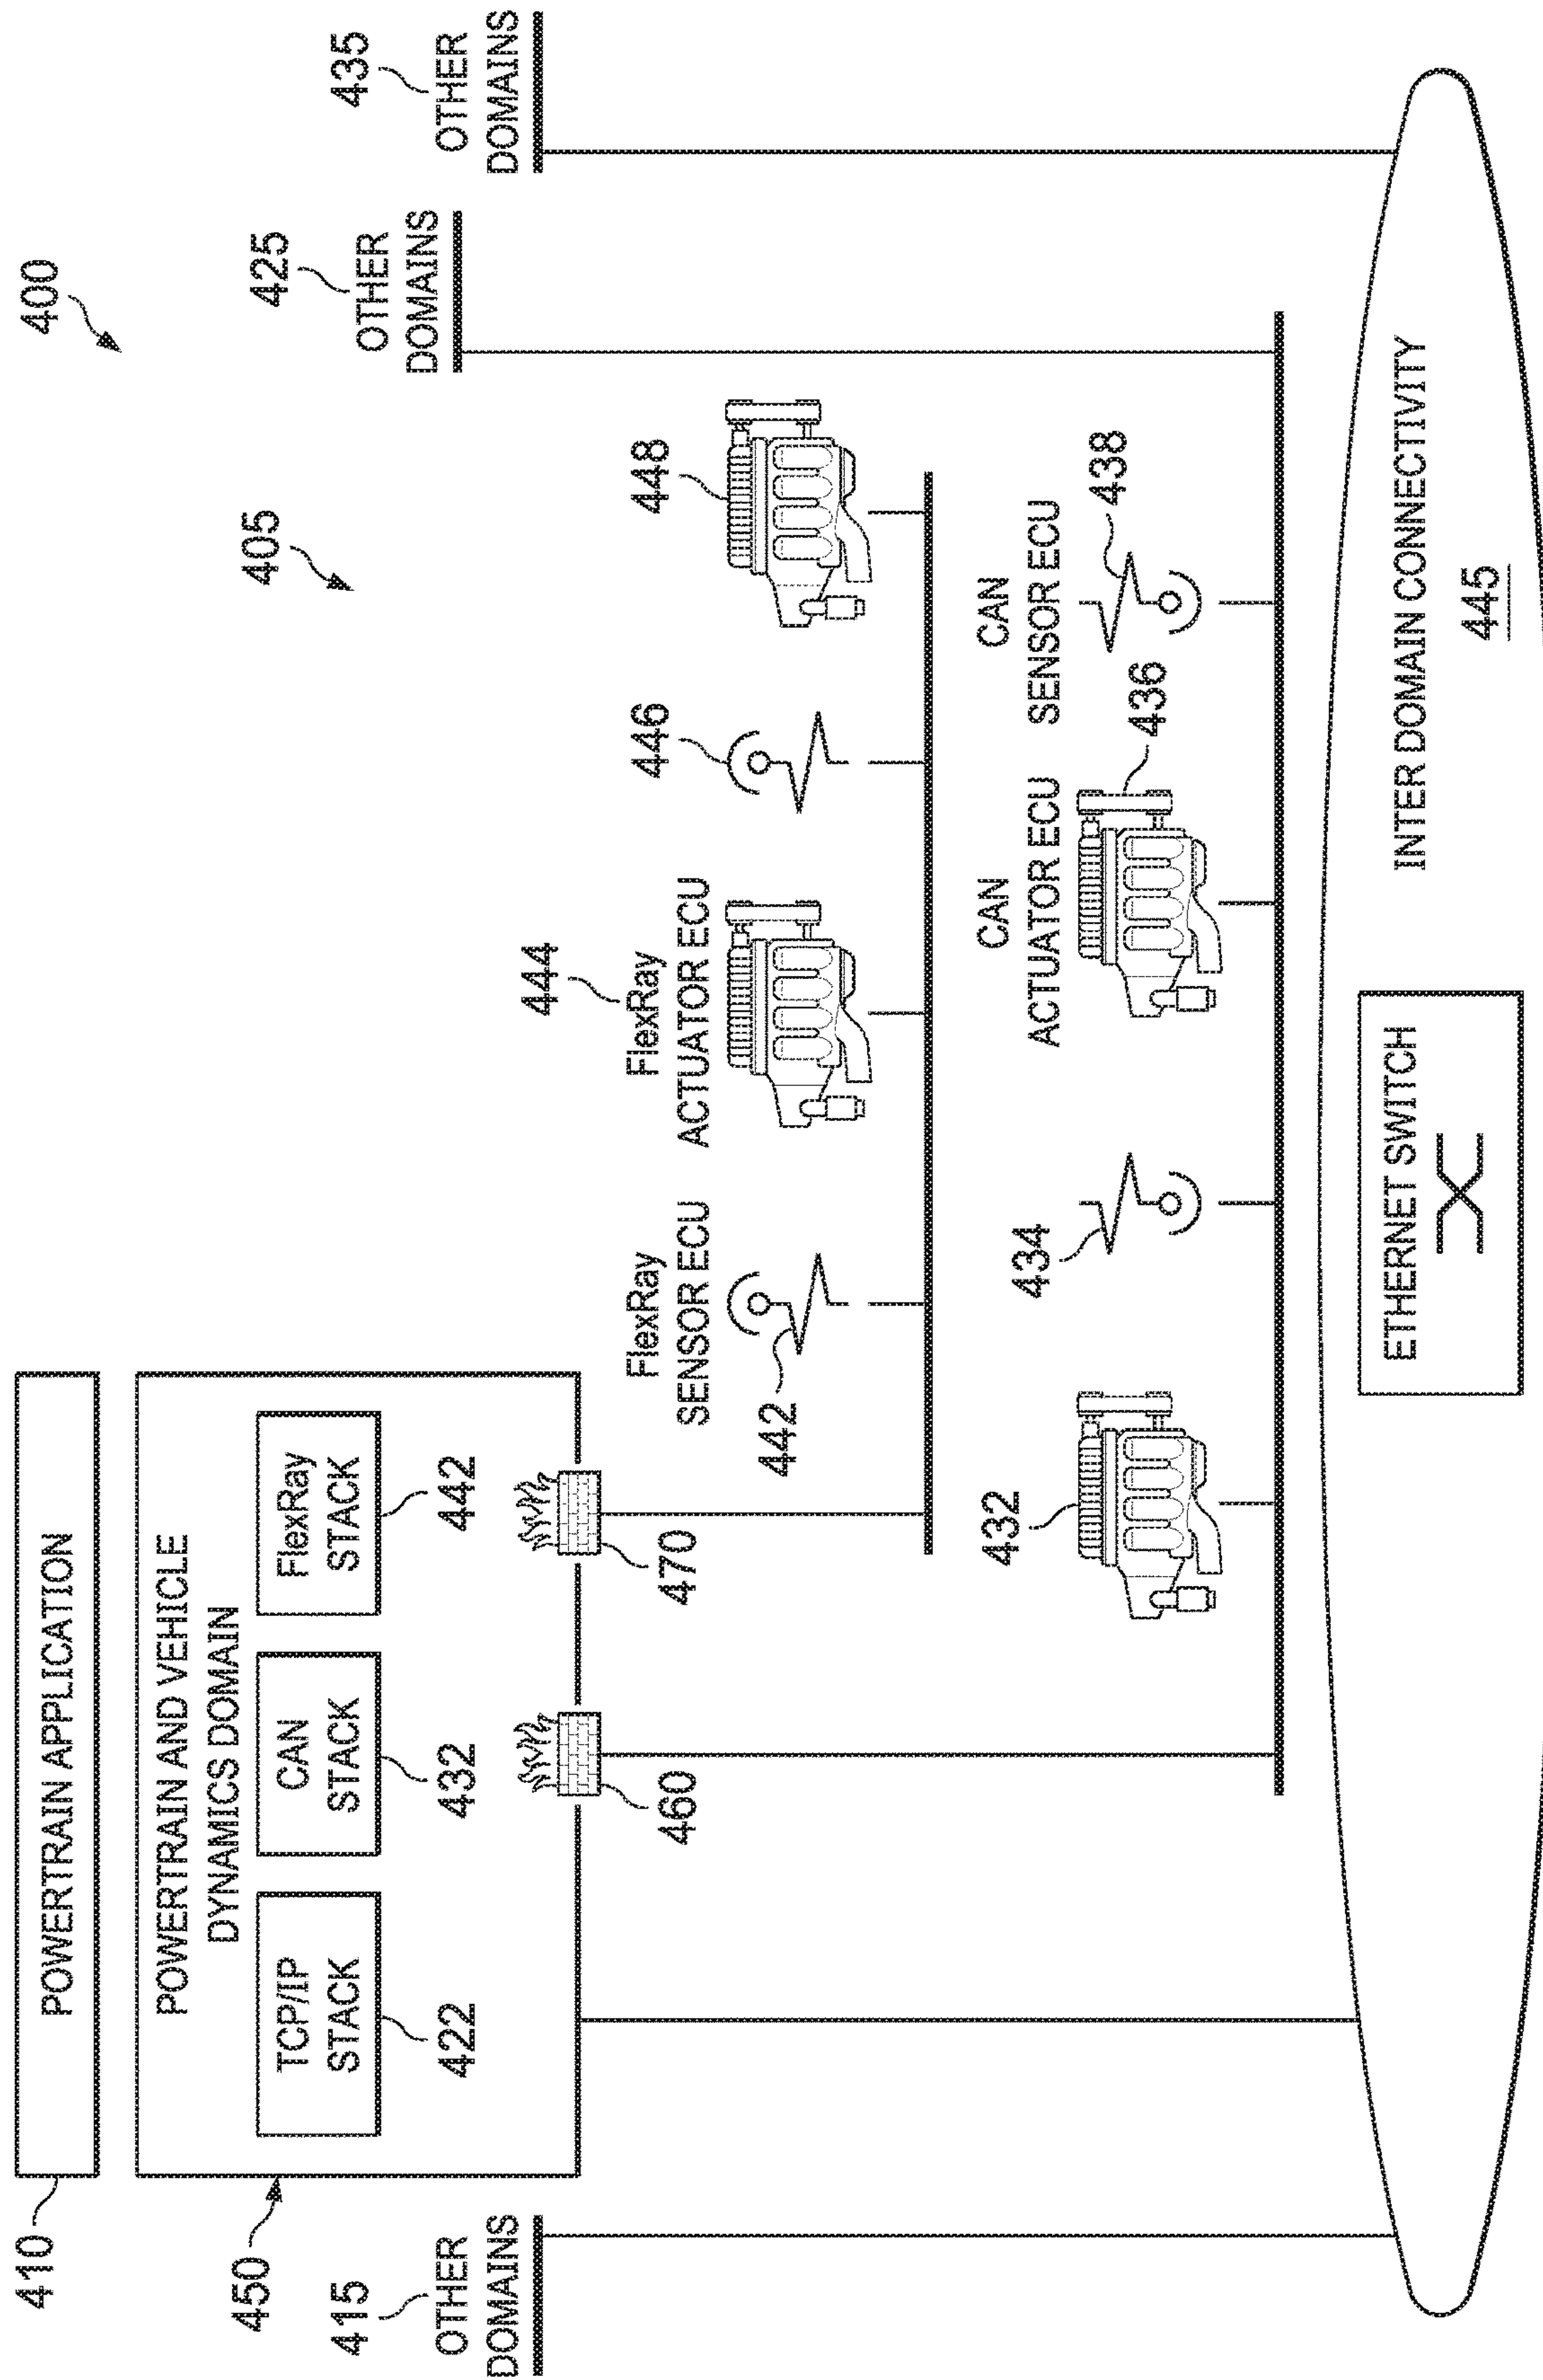 400
410
POWERTRAIN APPLICATION
450
POWERTRAIN AND VEHICLE
DYNAMICS DOMAIN
TCP/IP
STACK
422
CAN
STACK
432
FlexRay
STACK
442
405
415
OTHER
DOMAINS
425
OTHER
DOMAINS
435
OTHER
DOMAINS
460
470
FlexRay
SENSOR ECU
442
444
FlexRay
ACTUATOR ECU
446
448
432
434
CAN
ACTUATOR ECU
436
CAN
SENSOR ECU
438
ETHERNET SWITCH
INTER DOMAIN CONNECTIVITY
445